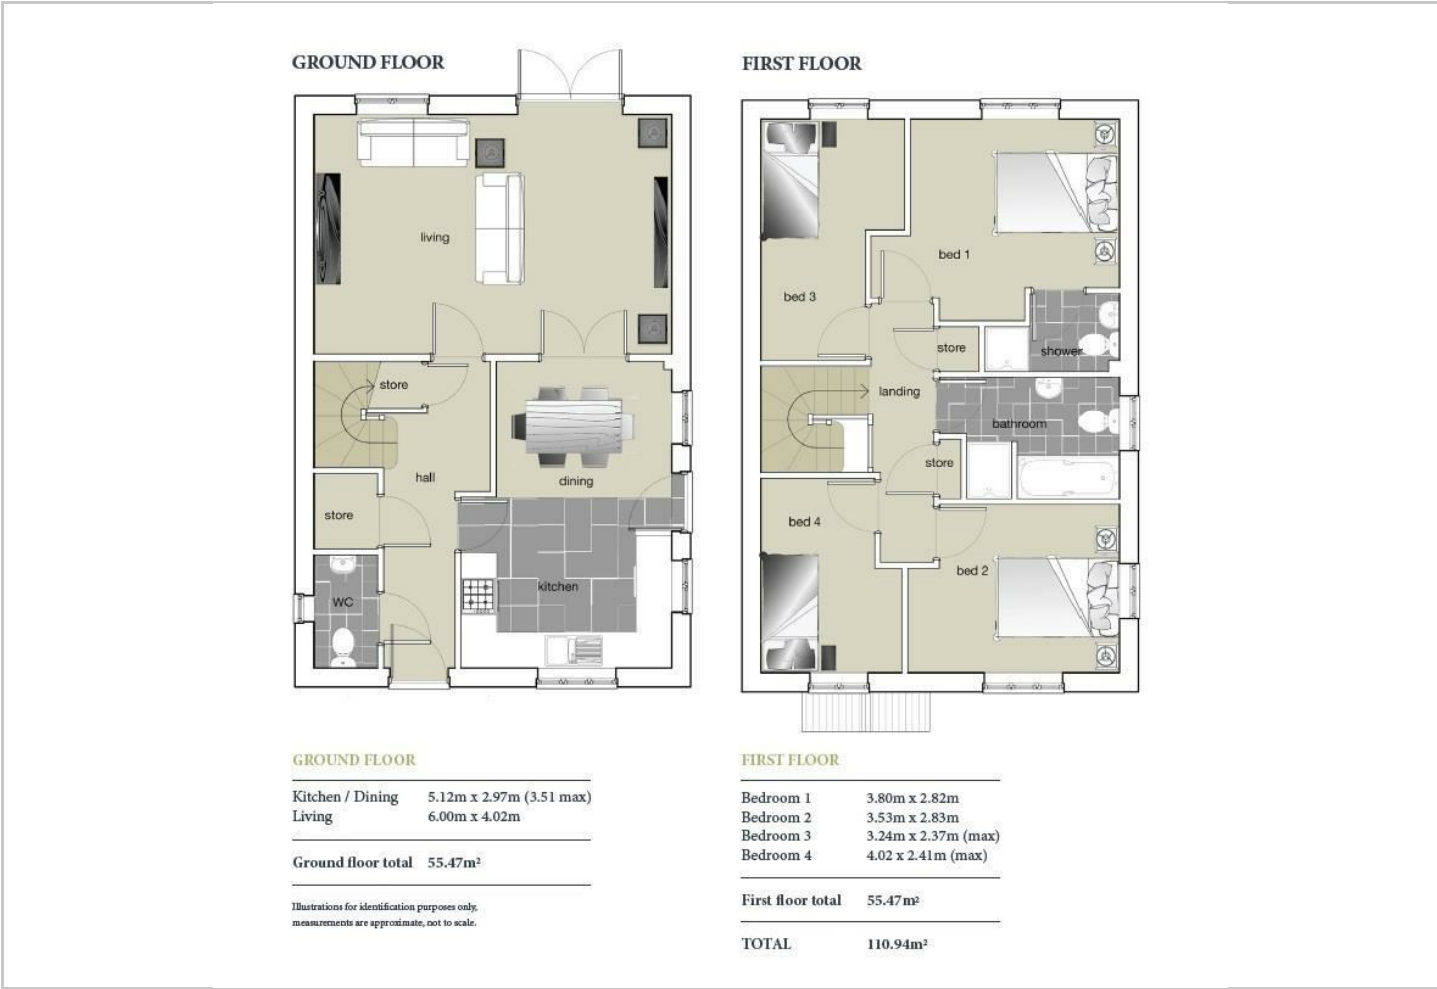 GROUND FLOOR
living
store
hall
dining
store
WC
kitchen
FIRST FLOOR
bed 1
bed 3
store
shower
landing
bathroom
store
bed 4
bed 2
GROUND FLOOR
Kitchen / Dining 5.12m x 2.97m (3.51 max)
Living 6.00m x 4.02m
Ground floor total 55.47m²
Illustrations for identification purposes only,
measurements are approximate, not to scale.
FIRST FLOOR
Bedroom 1 3.80m x 2.82m
Bedroom 2 3.53m x 2.83m
Bedroom 3 3.24m x 2.37m (max)
Bedroom 4 4.02 x 2.41m (max)
First floor total 55.47m²
TOTAL 110.94m²